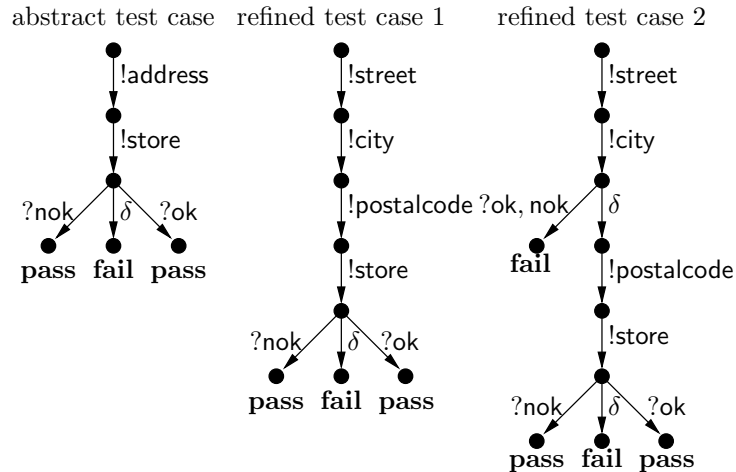 abstract test case
!address
!store
?nok δ ?ok
pass fail pass
refined test case 1
!street
!city
!postalcode
!store
?nok δ ?ok
pass fail pass
refined test case 2
!street
!city
?ok, nok δ
fail
!postalcode
!store
?nok δ ?ok
pass fail pass